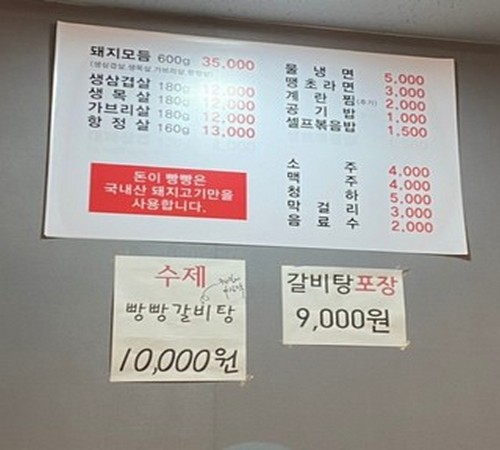 돼지모듬 600g 35,000
(생삼겹살,생목살,가브리살,항정살)
생삼겹살 180g 12,000
생목살 180g 12,000
가브리살 180g 12,000
항정살 160g 13,000
돈이 빵빵은
국내산 돼지고기만을
사용합니다.
물냉면 5,000
땡초라면 3,000
계란찜(추가) 2,000
공기밥 1,000
셀프볶음밥 1,500
소주 4,000
맥주 4,000
청하 5,000
막걸리 3,000
음료수 2,000
수제
빵빵갈비탕
10,000원
갈비탕포장
9,000원